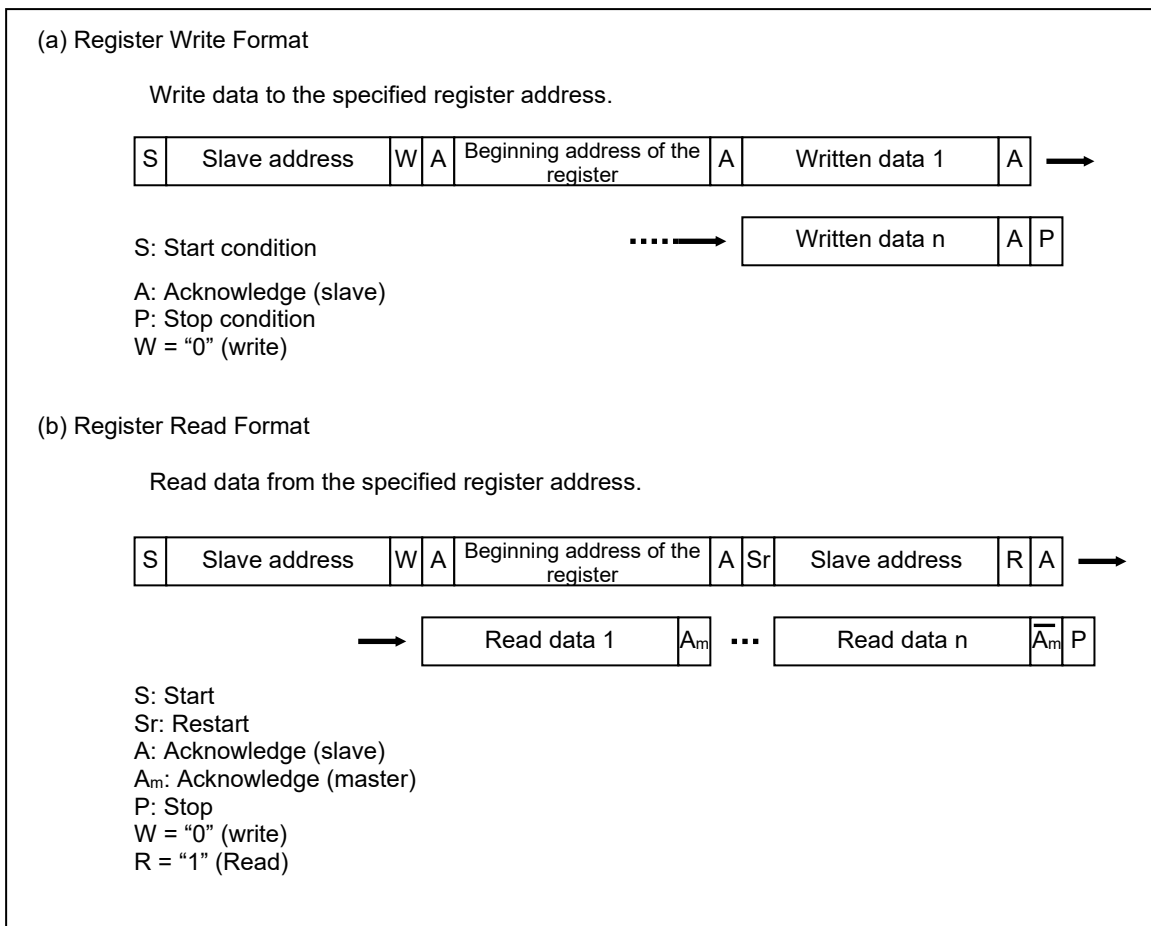 (a) Register Write Format
Write data to the specified register address.
S Slave address W A Beginning address of the register A Written data 1 A
Written data n A P
S: Start condition
A: Acknowledge (slave)
P: Stop condition
W = “0” (write)
(b) Register Read Format
Read data from the specified register address.
S Slave address W A Beginning address of the register A Sr Slave address R A
Read data 1 Am ... Read data n A̅m P
S: Start
Sr: Restart
A: Acknowledge (slave)
Am: Acknowledge (master)
P: Stop
W = “0” (write)
R = “1” (Read)